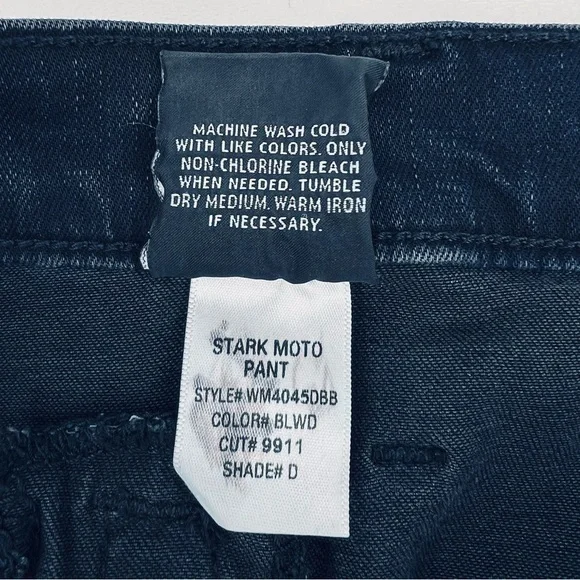 MACHINE WASH COLD
WITH LIKE COLORS. ONLY
NON-CHLORINE BLEACH
WHEN NEEDED. TUMBLE
DRY MEDIUM. WARM IRON
IF NECESSARY.
STARK MOTO
PANT
STYLE# WM4045DBB
COLOR# BLWD
CUT# 9911
SHADE# D